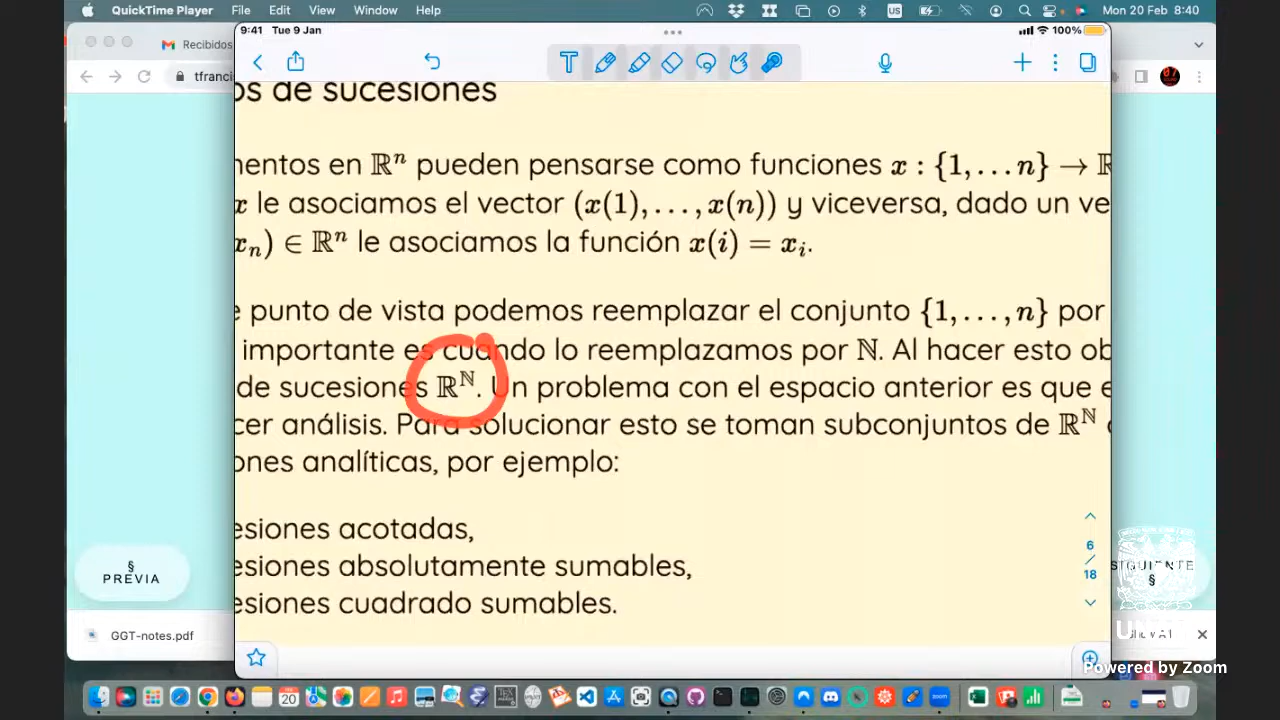 QuickTime Player File Edit View Window Help US Mon 20 Feb 8:40
Recibidos
tfranci
9:41 Tue 9 Jan 100%
os de sucesiones
mentos en ℝⁿ pueden pensarse como funciones x : {1, … n} → ℝ
x le asociamos el vector (x(1), …, x(n)) y viceversa, dado un ve
xₙ) ∈ ℝⁿ le asociamos la función x(i) = xᵢ.
e punto de vista podemos reemplazar el conjunto {1, …, n} por
importante es cuando lo reemplazamos por ℕ. Al hacer esto ob
de sucesiones ℝ^ℕ. Un problema con el espacio anterior es que e
cer análisis. Para solucionar esto se toman subconjuntos de ℝ^ℕ
ones analíticas, por ejemplo:
esiones acotadas,
esiones absolutamente sumables,
esiones cuadrado sumables.
6
/
18
§
PREVIA
SIGUIENTE
§
GGT-notes.pdf
Powered by Zoom